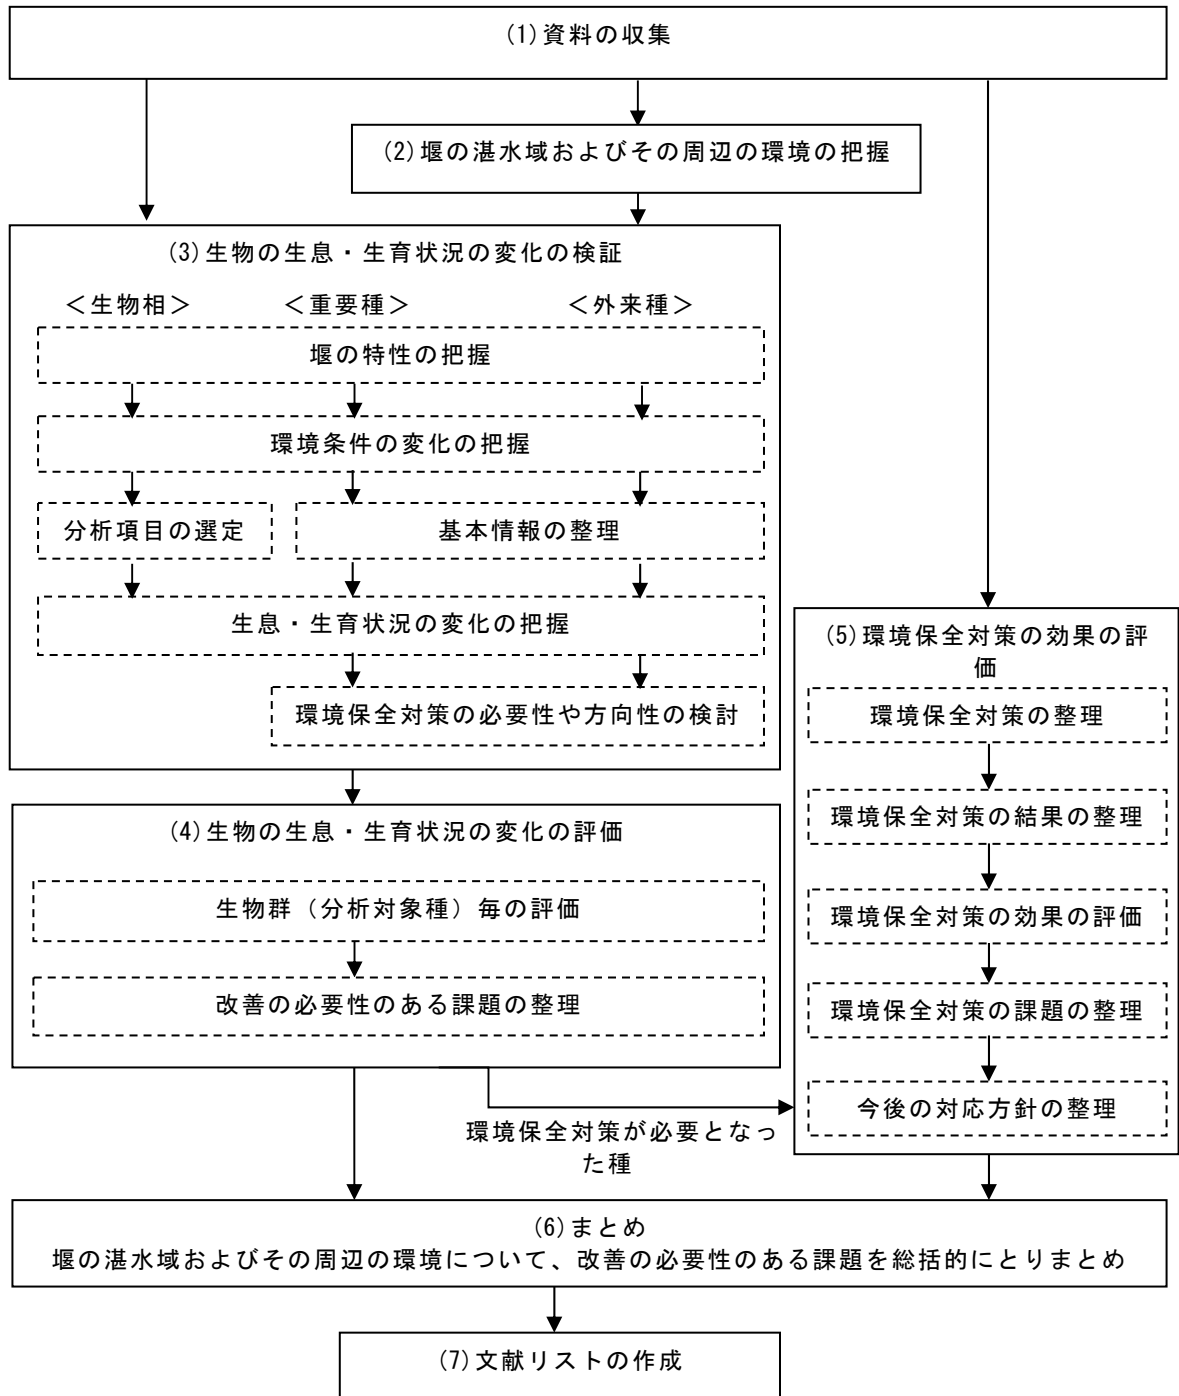 (1)資料の収集
(2)堰の湛水域およびその周辺の環境の把握
(3)生物の生息・生育状況の変化の検証
＜生物相＞
＜重要種＞
＜外来種＞
堰の特性の把握
環境条件の変化の把握
分析項目の選定
基本情報の整理
生息・生育状況の変化の把握
環境保全対策の必要性や方向性の検討
(4)生物の生息・生育状況の変化の評価
生物群（分析対象種）毎の評価
改善の必要性のある課題の整理
環境保全対策が必要となっ
た種
(5)環境保全対策の効果の評
価
環境保全対策の整理
環境保全対策の結果の整理
環境保全対策の効果の評価
環境保全対策の課題の整理
今後の対応方針の整理
(6)まとめ
堰の湛水域およびその周辺の環境について、改善の必要性のある課題を総括的にとりまとめ
(7)文献リストの作成